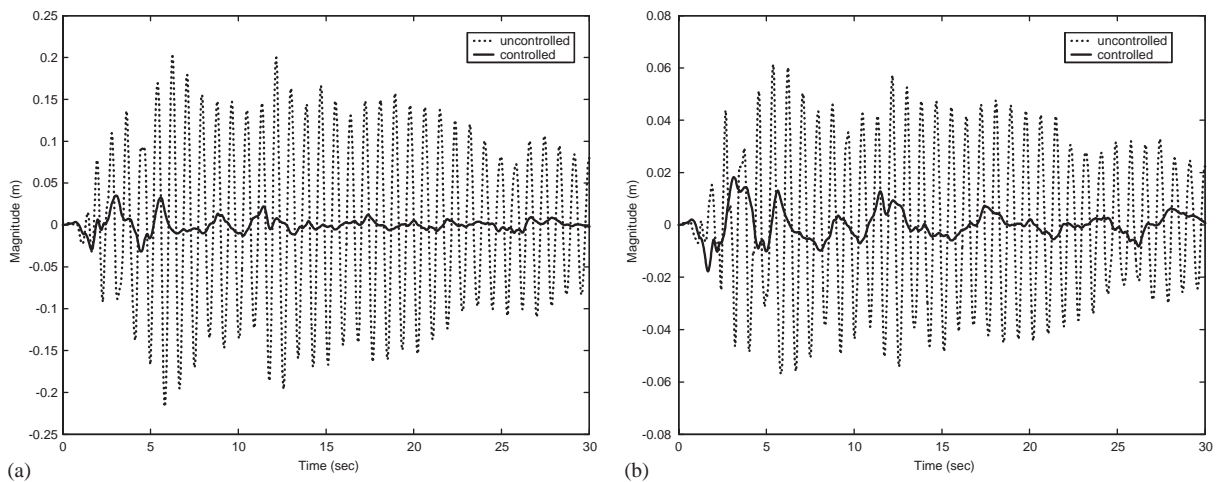 0.25
0.2
0.15
0.1
0.05
0
-0.05
-0.1
-0.15
-0.2
-0.25
Magnitude (m)
0 5 10 15 20 25 30
Time (sec)
uncontrolled
controlled
(a)
0.08
0.06
0.04
0.02
0
-0.02
-0.04
-0.06
-0.08
Magnitude (m)
0 5 10 15 20 25 30
Time (sec)
uncontrolled
controlled
(b)